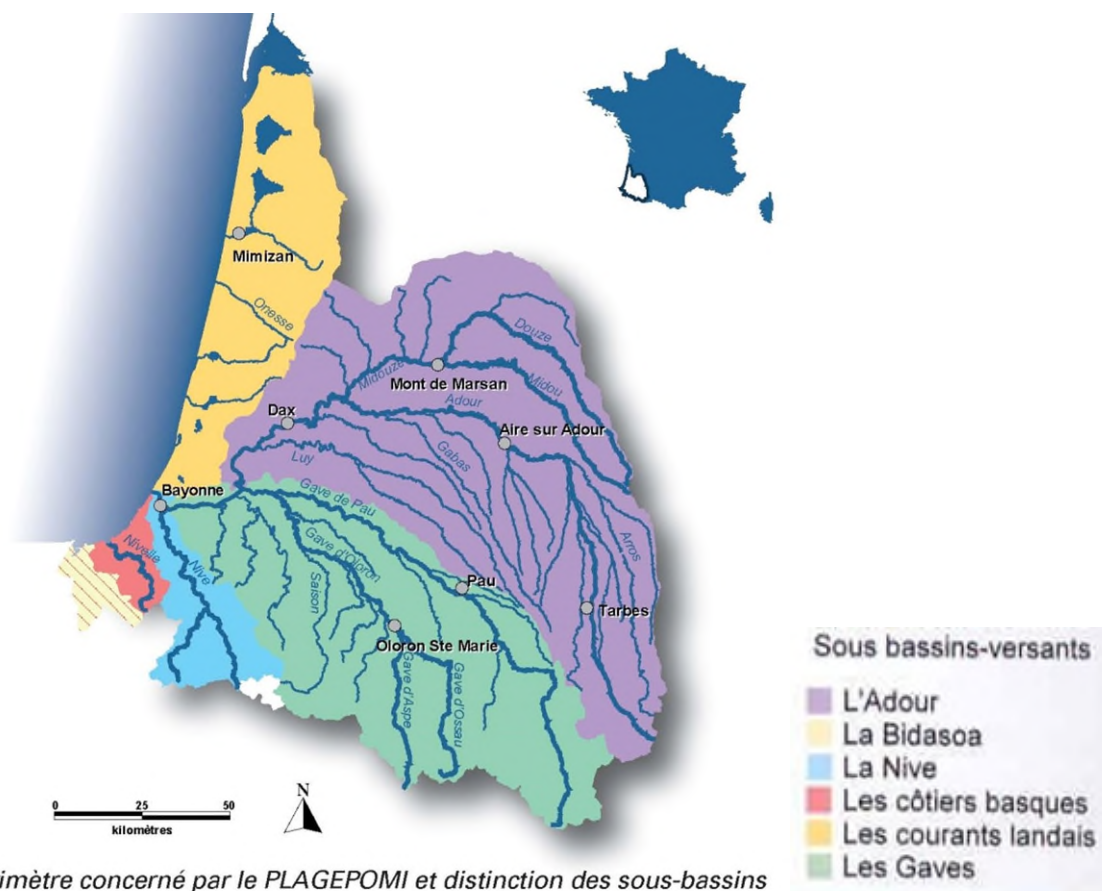 Mimizan
Onesse
Douze
Midouze
Mont de Marsan
Midou
Adour
Dax
Aire sur Adour
Gabas
Luy
Bayonne
Gave de Pau
Arros
Nivelle
Nive
Gave d'Oloron
Saison
Pau
Tarbes
Oloron Ste Marie
Gave d'Aspe
Gave d'Ossau
Sous bassins-versants
L'Adour
La Bidasoa
La Nive
Les côtiers basques
Les courants landais
Les Gaves
0 25 50
kilomètres
N
imètre concerné par le PLAGEPOMI et distinction des sous-bassins